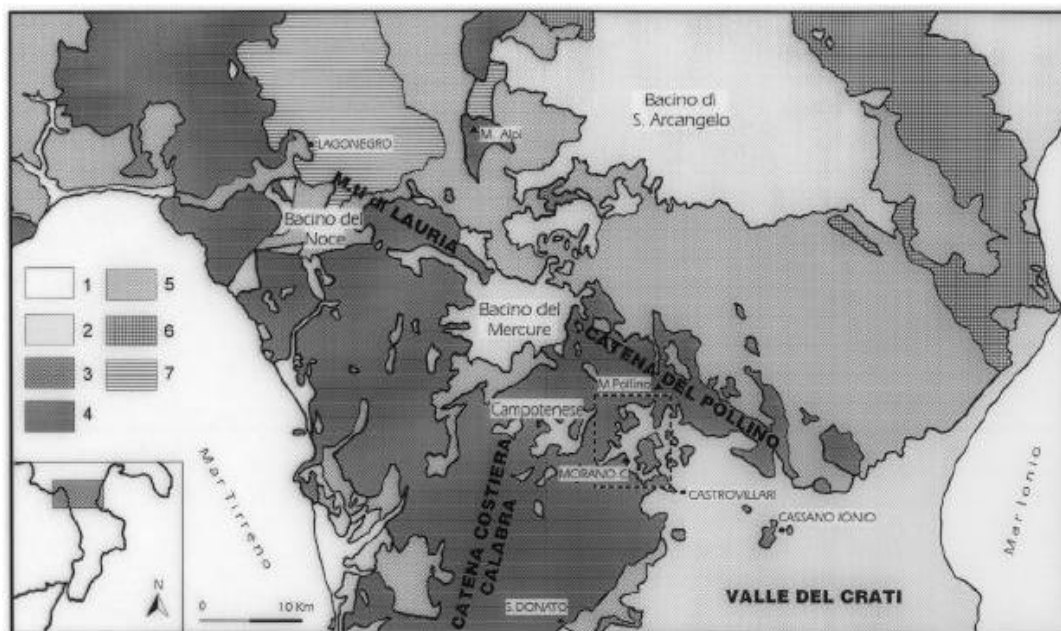 Bacino di
S. Arcangelo
M. Alpi
LAGONEGRO
M.ti di LAURIA
Bacino del
Noce
1
5
2
6
3
7
4
Bacino del
Mercure
CATENA DEL POLLINO
M.Pollino
Campotenese
MORANO C.
CASTROVILLARI
CASSANO IONIO
Mar Tirreno
Mar Ionio
CATENA COSTIERA
CALABRA
S.DONATO
VALLE DEL CRATI
N
0 10 Km